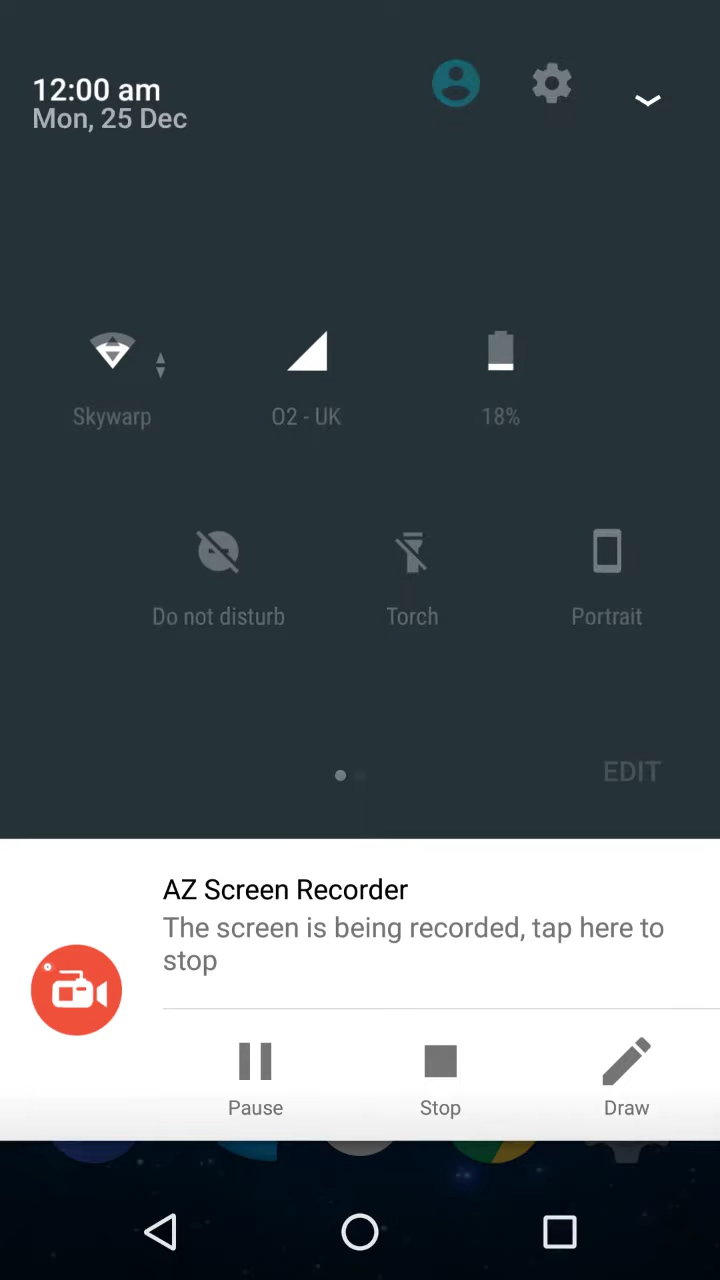 12:00 am
Mon, 25 Dec
Skywarp
O2 - UK
18%
Do not disturb
Torch
Portrait
EDIT
AZ Screen Recorder
The screen is being recorded, tap here to
stop
Pause
Stop
Draw